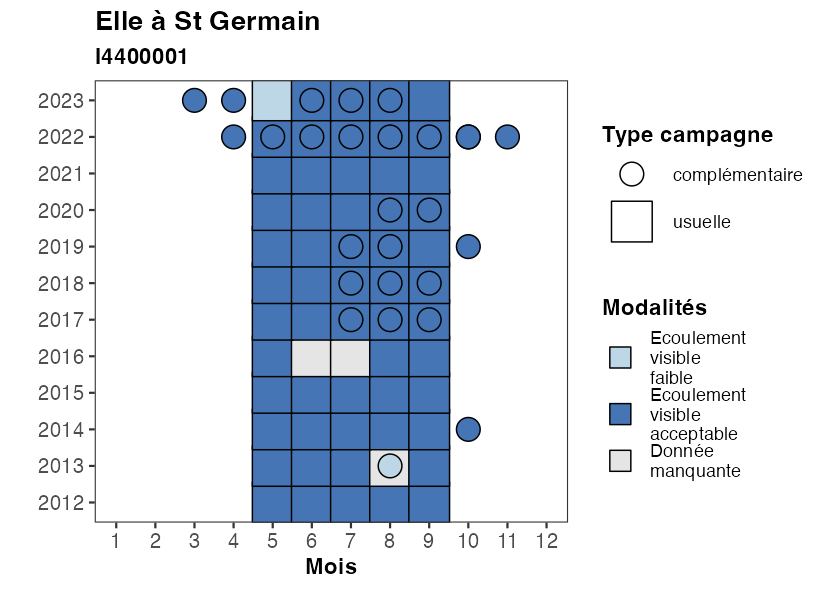 Elle à St Germain
I4400001
2023
2022
2021
2020
2019
2018
2017
2016
2015
2014
2013
2012
1 2 3 4 5 6 7 8 9 10 11 12
Mois
Type campagne
complémentaire
usuelle
Modalités
Ecoulement
visible
faible
Ecoulement
visible
acceptable
Donnée
manquante